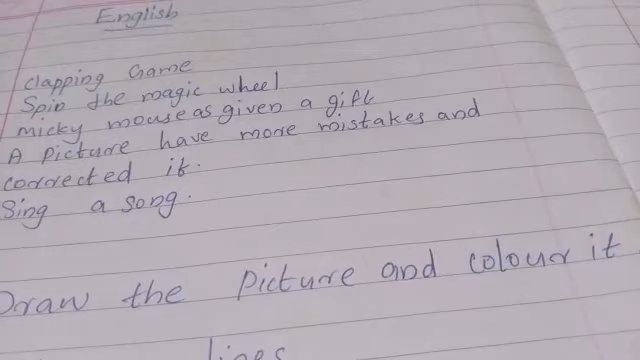 English
clapping Game
Spin the magic wheel
micky mouse as given a gift
A picture have more mistakes and
corrected it.
Sing a song.
Draw the picture and colour it
lines